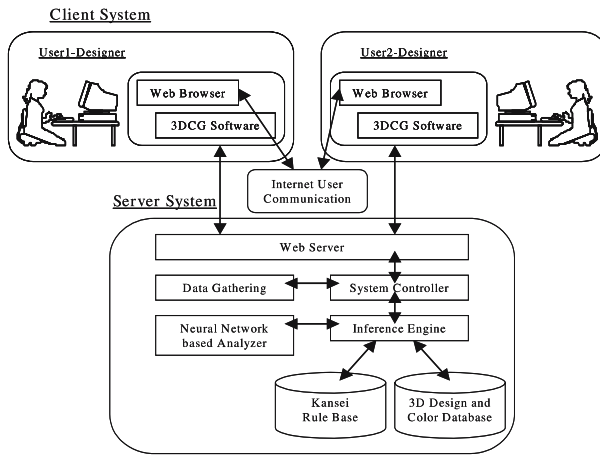 Client System
User1-Designer
Web Browser
3DCG Software
User2-Designer
Web Browser
3DCG Software
Internet User
Communication
Server System
Web Server
Data Gathering
System Controller
Neural Network
based Analyzer
Inference Engine
Kansei
Rule Base
3D Design and
Color Database